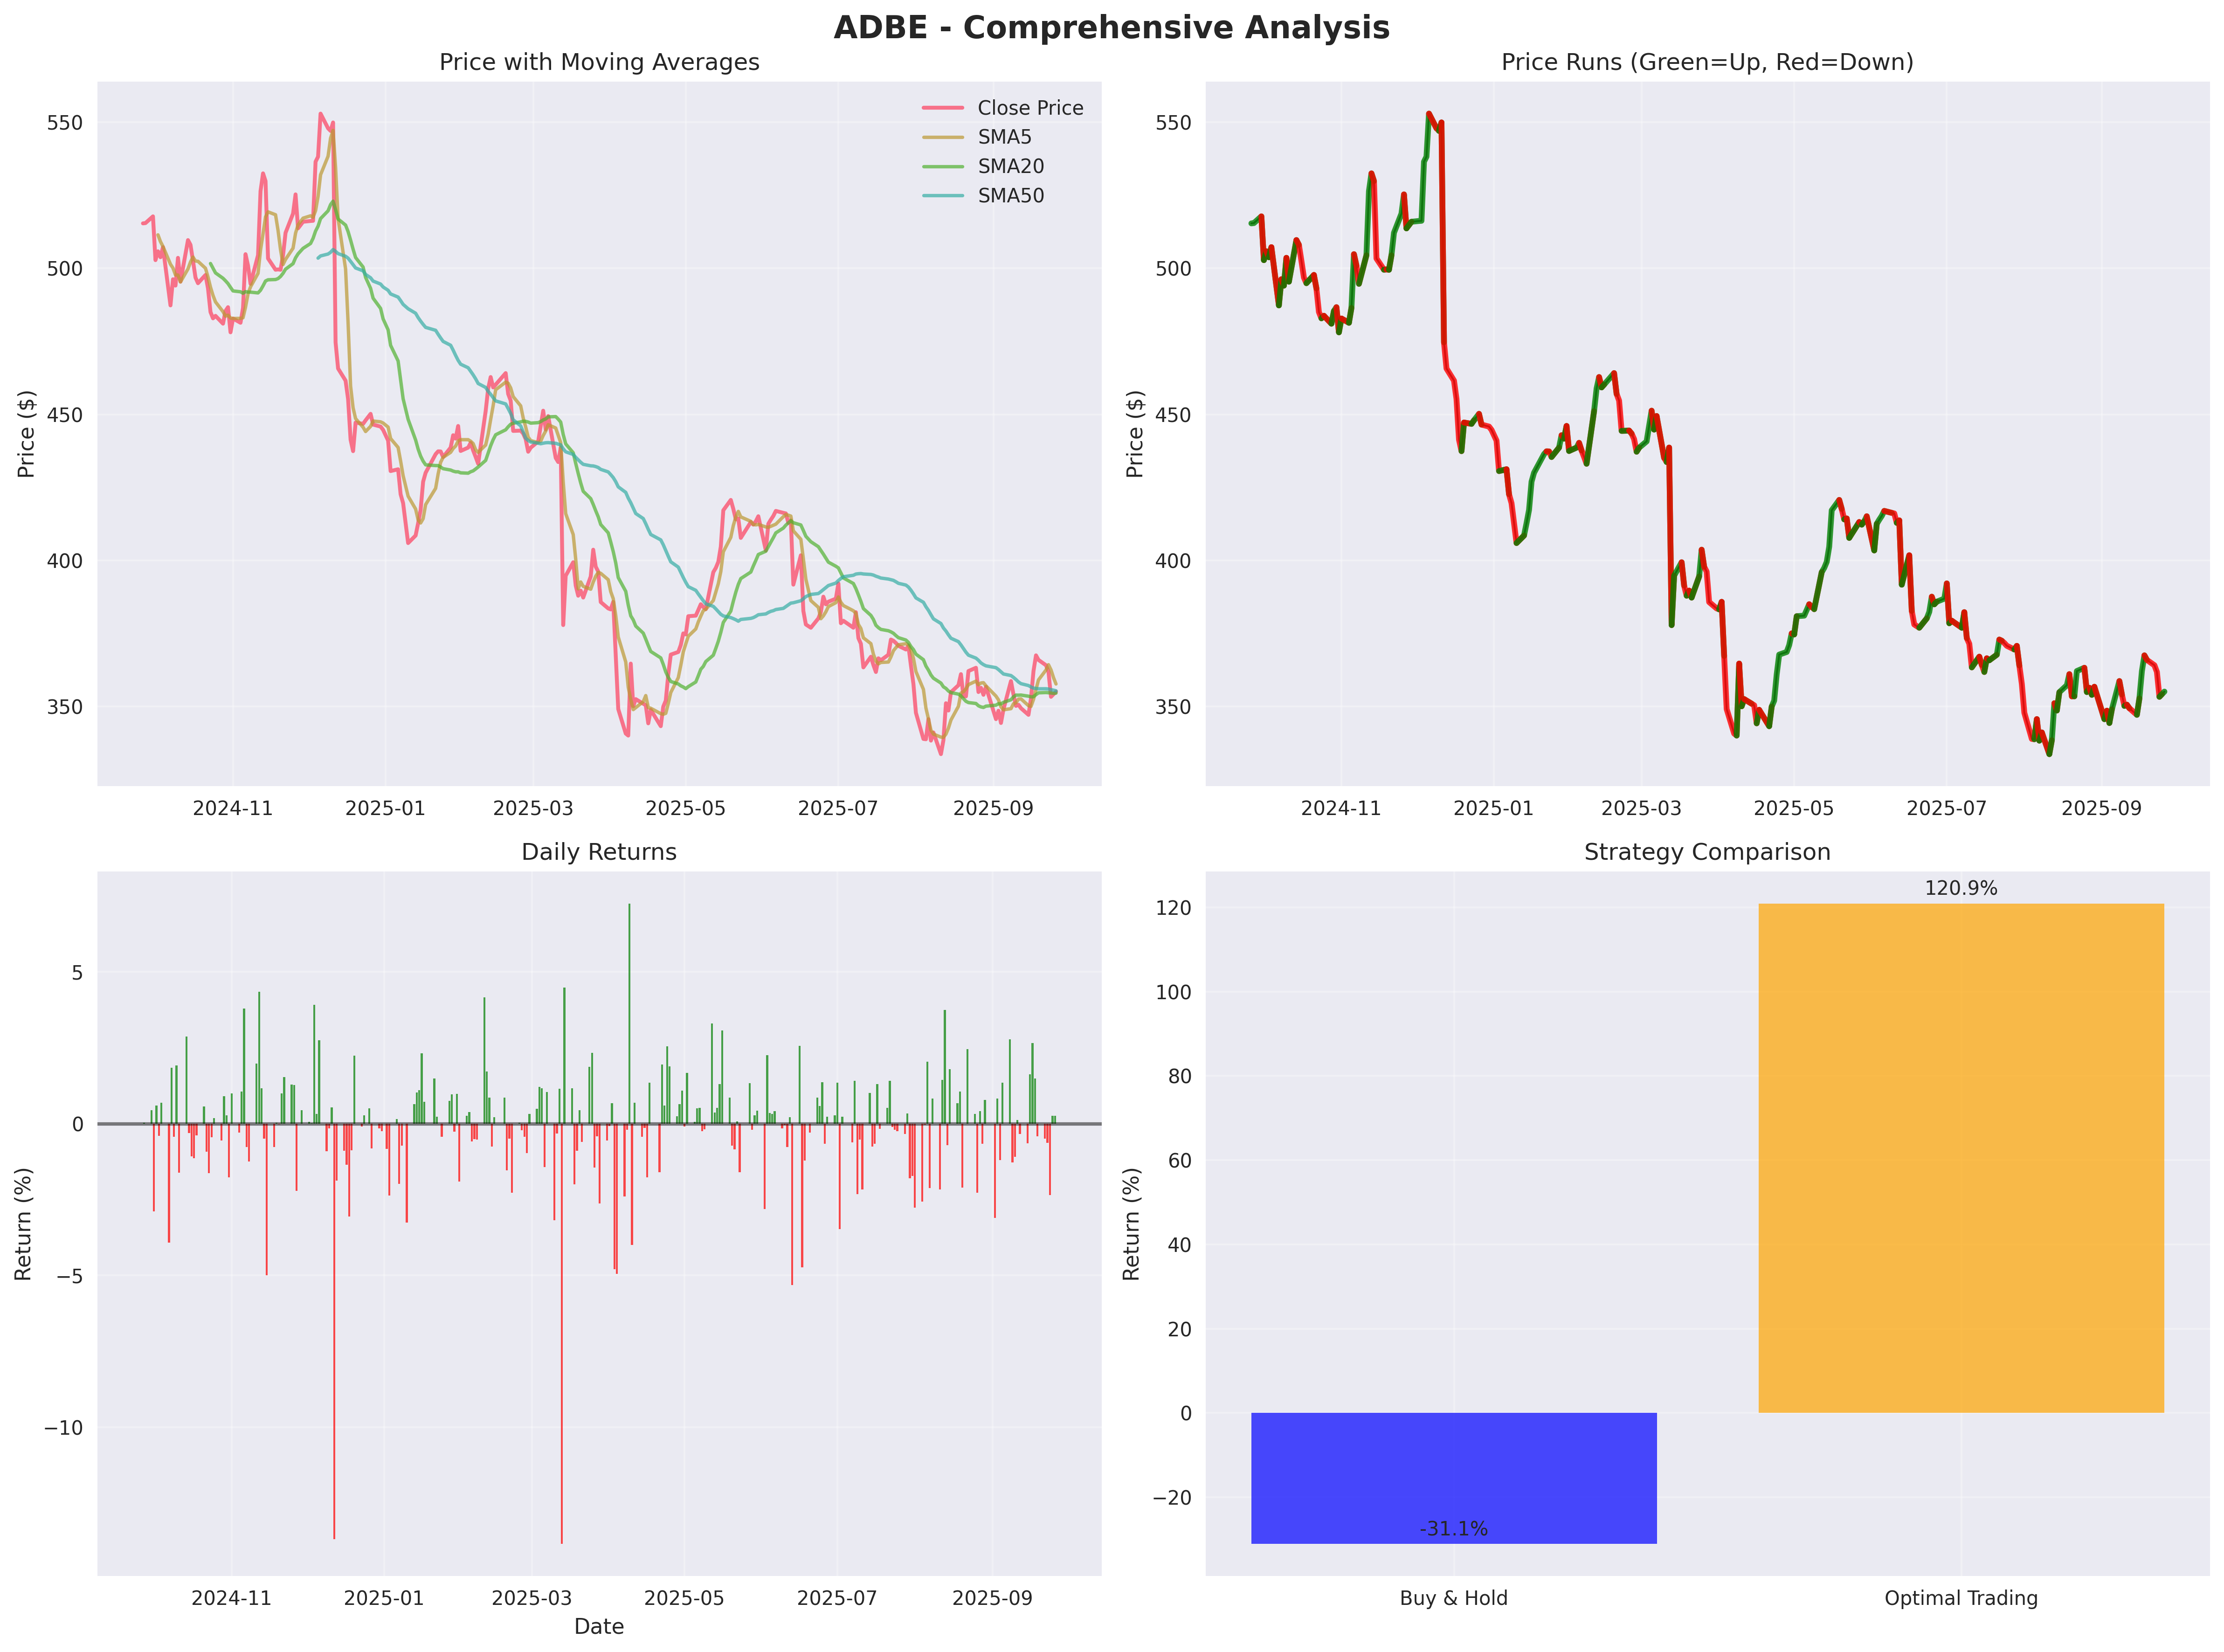 ADBE - Comprehensive Analysis
Price with Moving Averages
Price ($)
550
500
450
400
350
Close Price
SMA5
SMA20
SMA50
2024-11 2025-01 2025-03 2025-05 2025-07 2025-09
Price Runs (Green=Up, Red=Down)
Price ($)
550
500
450
400
350
2024-11 2025-01 2025-03 2025-05 2025-07 2025-09
Daily Returns
Return (%)
5
0
−5
−10
2024-11 2025-01 2025-03 2025-05 2025-07 2025-09
Date
Strategy Comparison
Return (%)
120
100
80
60
40
20
0
−20
120.9%
-31.1%
Buy & Hold Optimal Trading